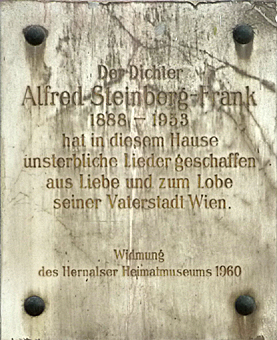 Der Dichter
Alfred Steinberg-Frank
1888 – 1953
hat in diesem Hause
unsterbliche Lieder geschaffen
aus Liebe und zum Lobe
seiner Vaterstadt Wien.
Widmung
des Hernalser Heimatmuseums 1960